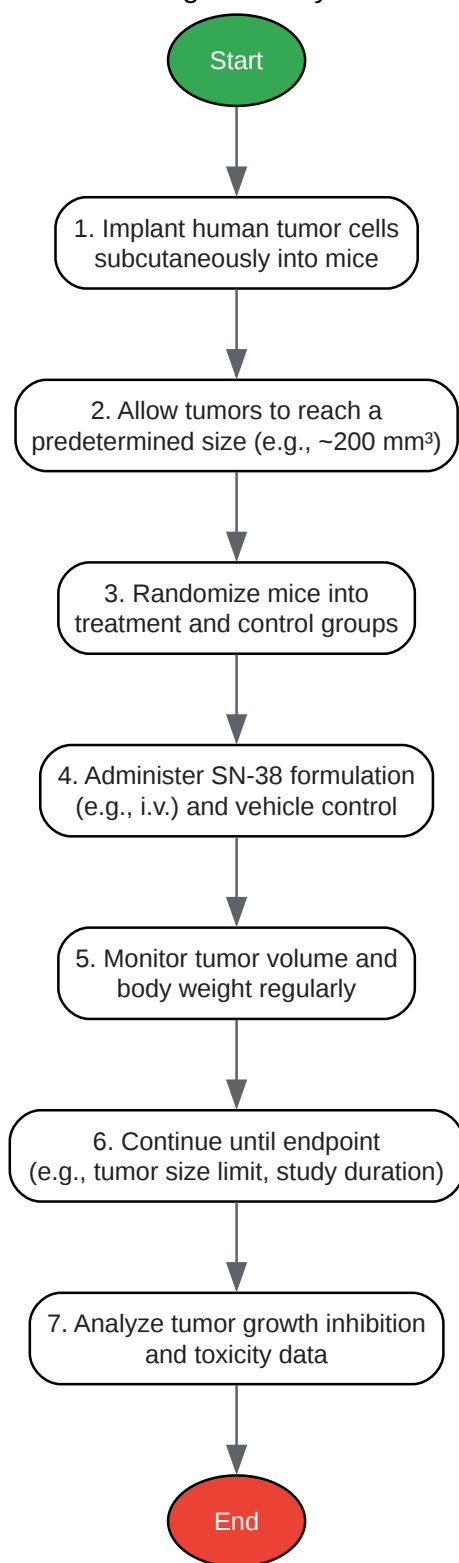 Start
1. Implant human tumor cells
subcutaneously into mice
2. Allow tumors to reach a
predetermined size (e.g., ~200 mm³)
3. Randomize mice into
treatment and control groups
4. Administer SN-38 formulation
(e.g., i.v.) and vehicle control
5. Monitor tumor volume and
body weight regularly
6. Continue until endpoint
(e.g., tumor size limit, study duration)
7. Analyze tumor growth inhibition
and toxicity data
End